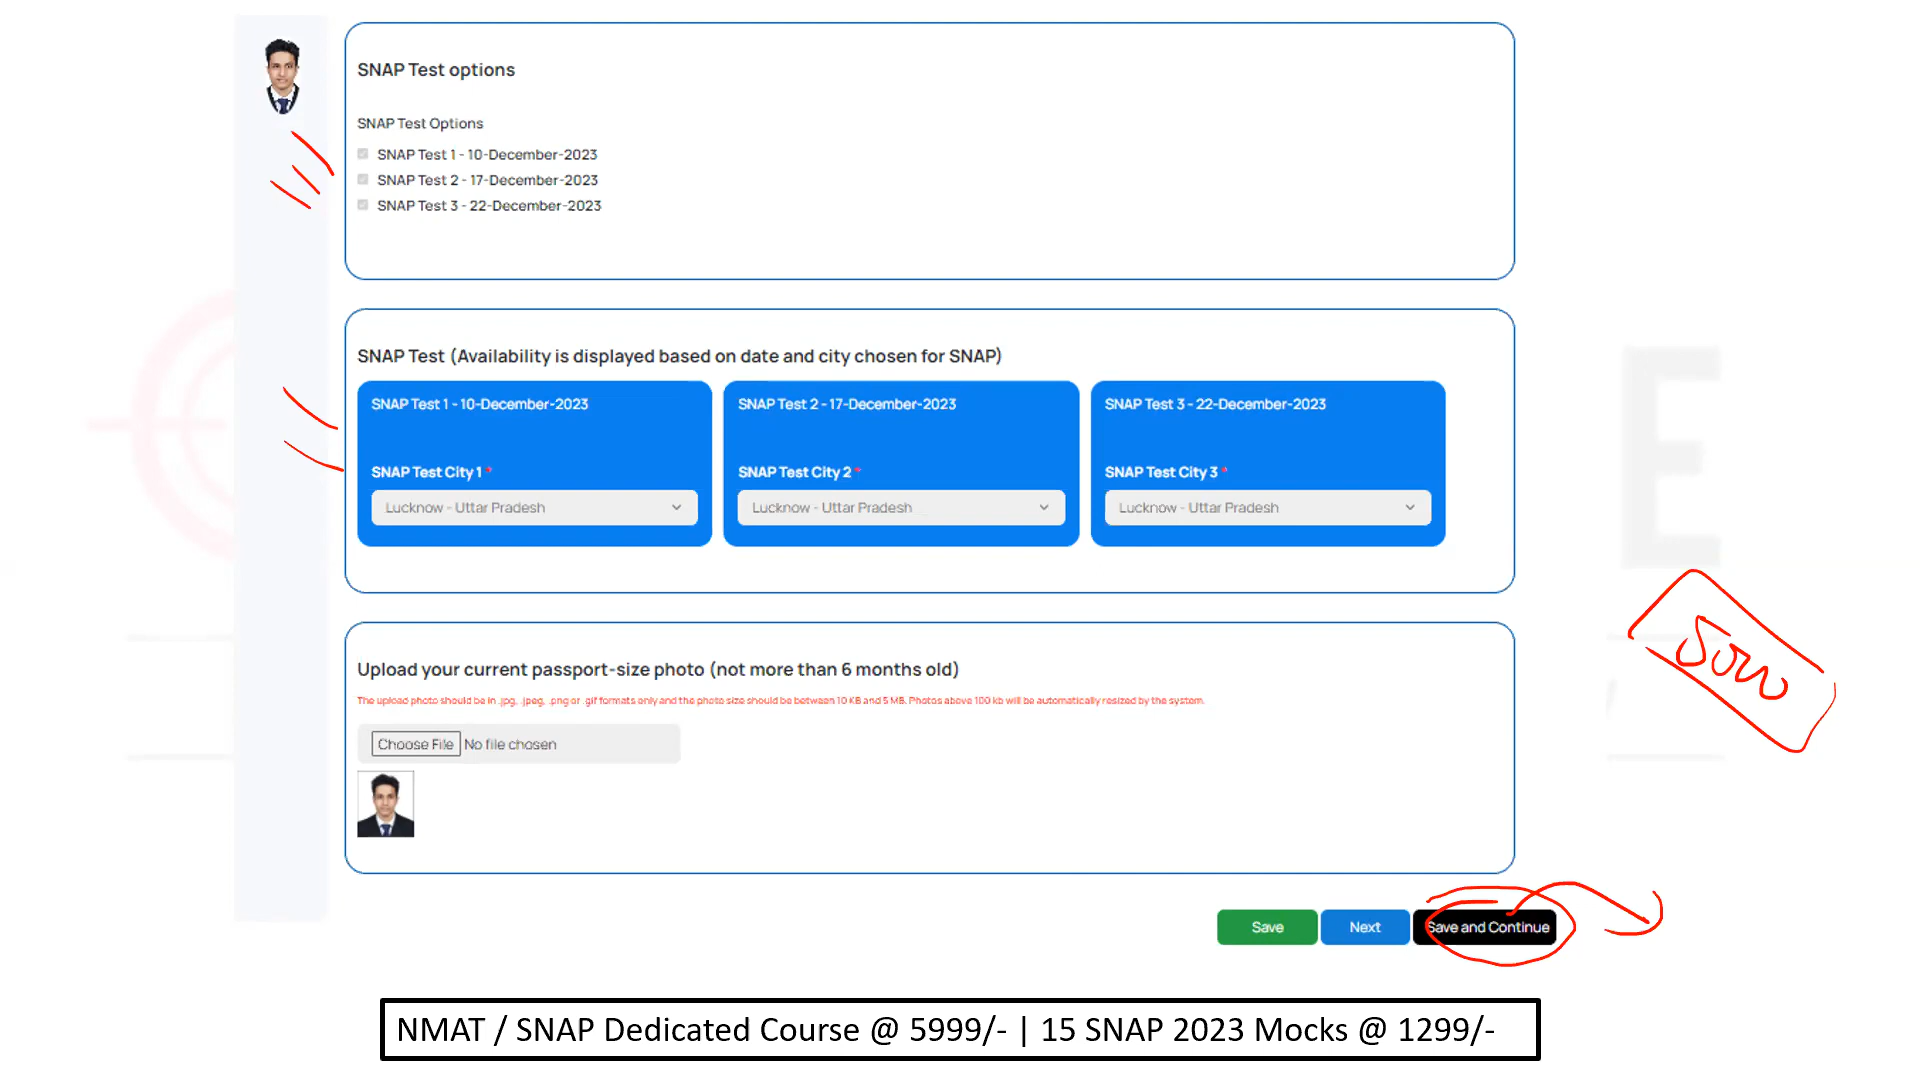 SNAP Test options
SNAP Test Options
SNAP Test 1 - 10-December-2023
SNAP Test 2 - 17-December-2023
SNAP Test 3 - 22-December-2023
SNAP Test (Availability is displayed based on date and city chosen for SNAP)
SNAP Test 1 - 10-December-2023
SNAP Test 2 - 17-December-2023
SNAP Test 3 - 22-December-2023
SNAP Test City 1 *
SNAP Test City 2 *
SNAP Test City 3 *
Lucknow - Uttar Pradesh
Lucknow - Uttar Pradesh
Lucknow - Uttar Pradesh
Upload your current passport-size photo (not more than 6 months old)
The upload photo should be in .jpg, .jpeg, .png or .gif formats only and the photo size should be between 10 KB and 5 MB. Photos above 100 kb will be automatically resized by the system.
Choose File No file chosen
Save Next Save and Continue
NMAT / SNAP Dedicated Course @ 5999/- | 15 SNAP 2023 Mocks @ 1299/-